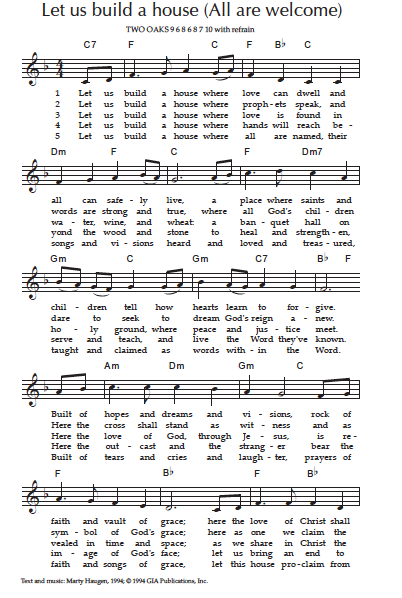 Let us build a house (All are welcome)
TWO OAKS 9 6 8 6 8 7 10 with refrain
C7 F C F B♭ C
4
4
1 Let us build a house where love can dwell and
2 Let us build a house where proph-ets speak, and
3 Let us build a house where love is found in
4 Let us build a house where hands will reach be-
5 Let us build a house where all are named, their
Dm F C F Dm7
all can safe-ly live, a place where saints and
words are strong and true, where all God's chil-dren
wa-ter, wine, and wheat: a ban-quet hall on
yond the wood and stone to heal and strength-en,
songs and vi-sions heard and loved and treas-ured,
Gm C Gm C7 B♭ F
chil-dren tell how hearts learn to for-give.
dare to seek to dream God's reign a-new.
ho-ly ground, where peace and jus-tice meet.
serve and teach, and live the Word they've known.
taught and claimed as words with-in the Word.
Am Dm Gm C
Built of hopes and dreams and vi-sions, rock of
Here the cross shall stand as wit-ness and as
Here the love of God, through Je-sus, is re-
Here the out-cast and the strang-er bear the
Built of tears and cries and laugh-ter, prayers of
F B♭ F B♭
faith and vault of grace; here the love of Christ shall
sym-bol of God's grace; here as one we claim the
vealed in time and space; as we share in Christ the
im-age of God's face; let us bring an end to
faith and songs of grace, let this house pro-claim from
Text and music: Marty Haugen, 1994; © 1994 GIA Publications, Inc.